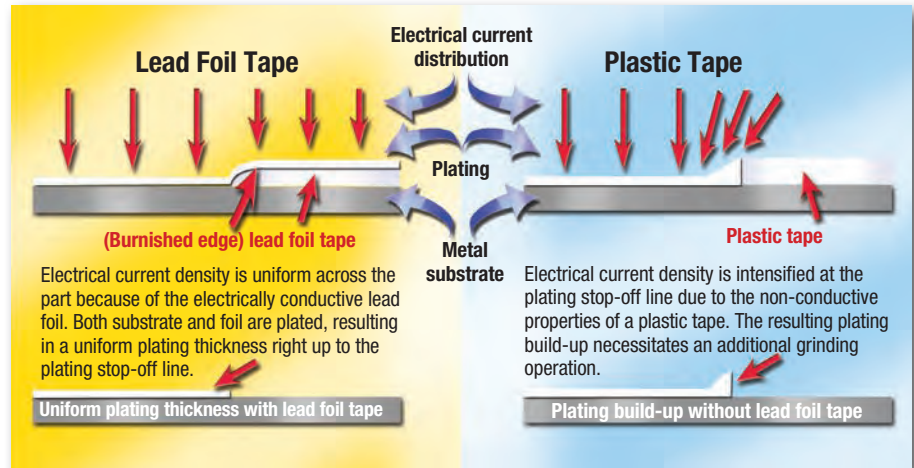 Lead Foil Tape
Electrical current
distribution
Plastic Tape
Plating
(Burnished edge) lead foil tape
Metal
substrate
Plastic tape
Electrical current density is uniform across the
part because of the electrically conductive lead
foil. Both substrate and foil are plated, resulting
in a uniform plating thickness right up to the
plating stop-off line.
Electrical current density is intensified at the
plating stop-off line due to the non-conductive
properties of a plastic tape. The resulting plating
build-up necessitates an additional grinding
operation.
Uniform plating thickness with lead foil tape
Plating build-up without lead foil tape